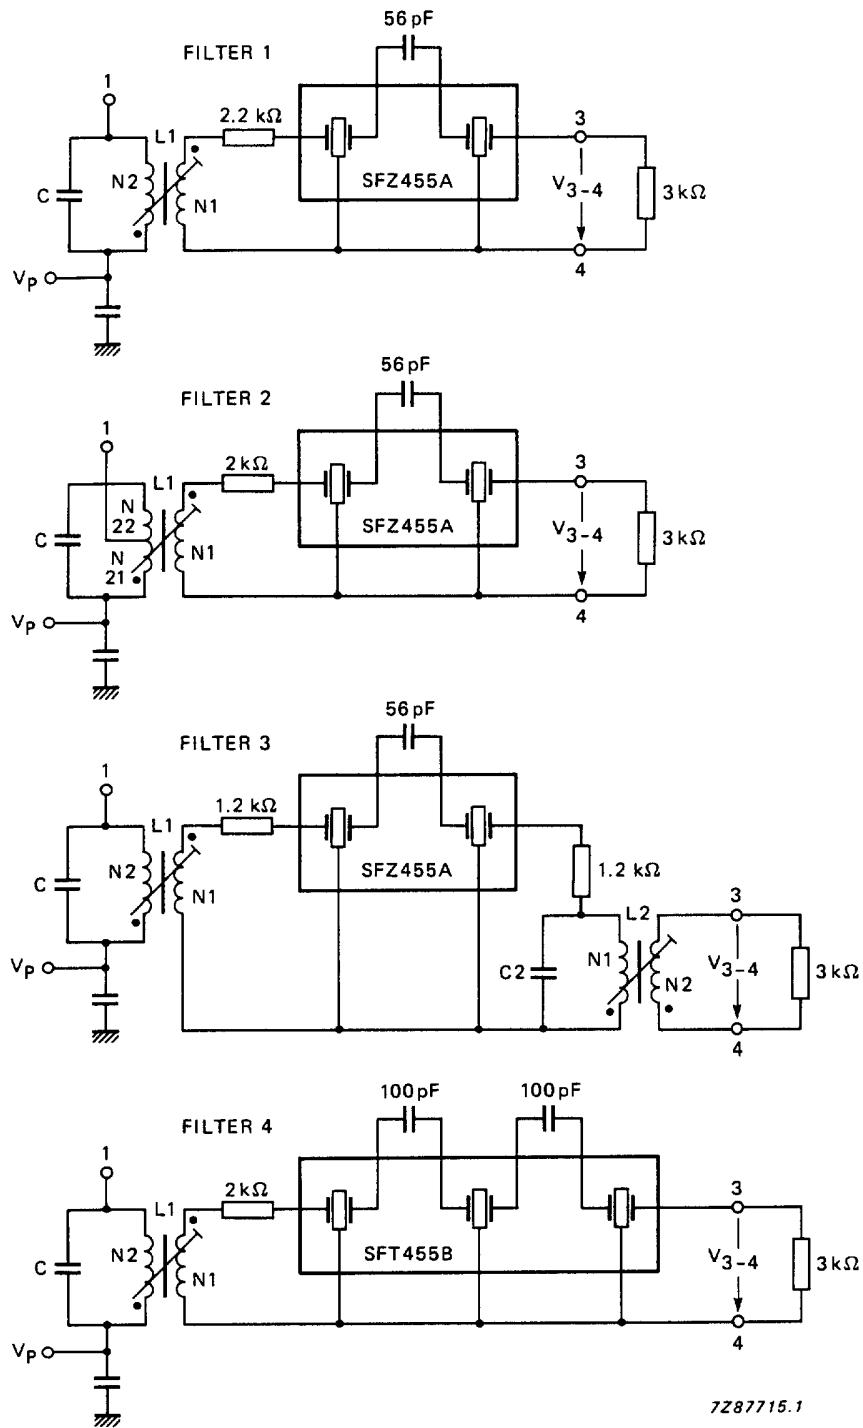 56 pF
FILTER 1
1
2.2 kΩ
L1
3
N2
C
N1
SFZ455A
V3-4
3 kΩ
VP
4
56 pF
FILTER 2
1
2 kΩ
L1
3
N
22
C
N
21
N1
SFZ455A
V3-4
3 kΩ
VP
4
56 pF
FILTER 3
1
1.2 kΩ
L1
N2
C
N1
SFZ455A
1.2 kΩ
L2
3
VP
C2
N1
N2
V3-4
3 kΩ
4
100 pF
100 pF
FILTER 4
1
2 kΩ
L1
3
N2
C
N1
SFT455B
V3-4
3 kΩ
VP
4
7Z87715.1